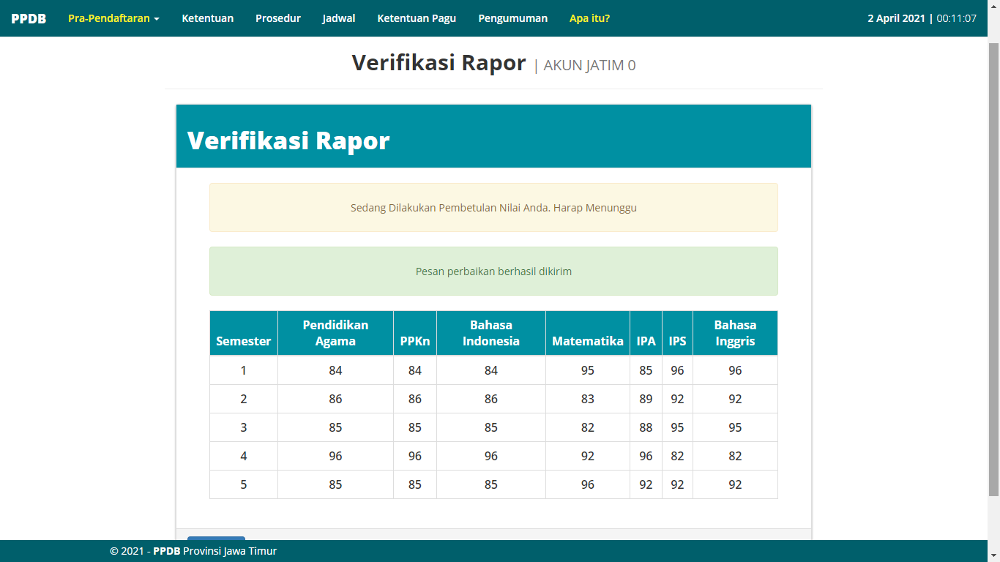 PPDB Pra-Pendaftaran Ketentuan Prosedur Jadwal Ketentuan Pagu Pengumuman Apa itu? 2 April 2021 | 00:11:07
Verifikasi Rapor | AKUN JATIM 0
Verifikasi Rapor
Sedang Dilakukan Pembetulan Nilai Anda. Harap Menunggu
Pesan perbaikan berhasil dikirim
Semester Pendidikan Agama PPKn Bahasa Indonesia Matematika IPA IPS Bahasa Inggris
1 84 84 84 95 85 96 96
2 86 86 86 83 89 92 92
3 85 85 85 82 88 95 95
4 96 96 96 92 96 82 82
5 85 85 85 96 92 92 92
© 2021 - PPDB Provinsi Jawa Timur